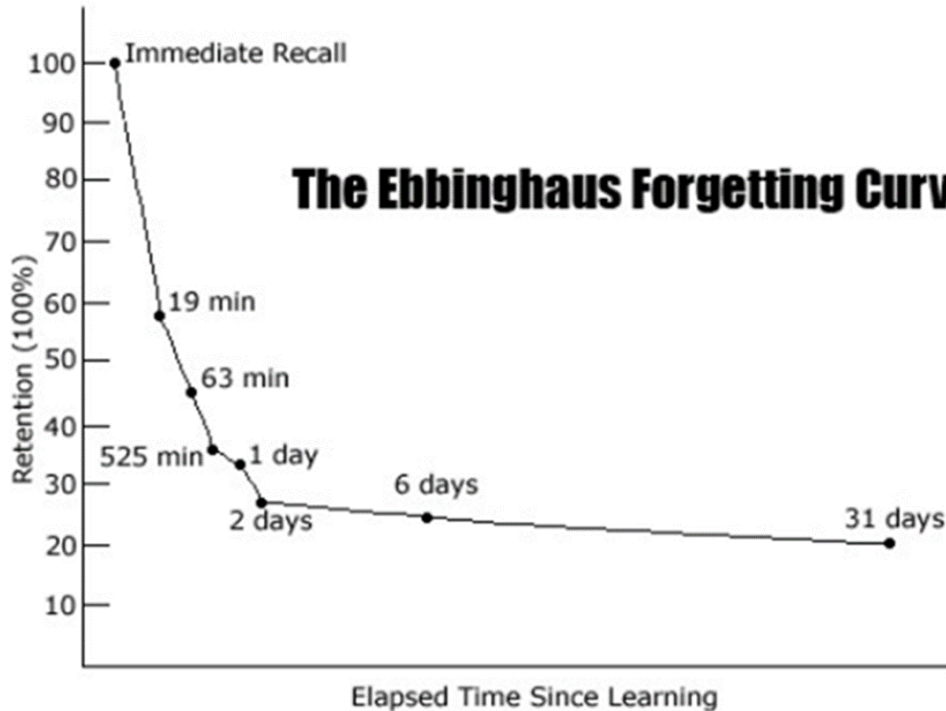 100
Immediate Recall
90
80
The Ebbinghaus Forgetting Curv
70
60
19 min
50
63 min
40
525 min
1 day
30
6 days
2 days
31 days
20
10
Retention (100%)
Elapsed Time Since Learning